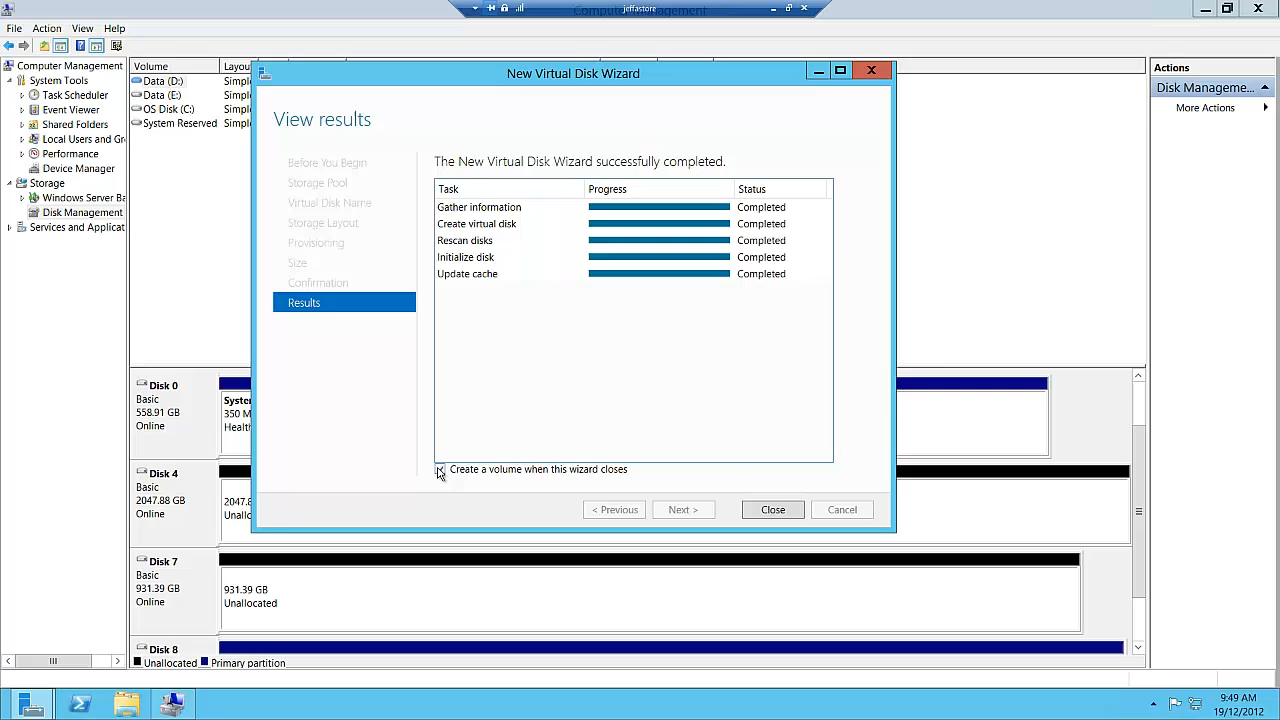 jeffastore
Computer Management
File Action View Help
Computer Management
System Tools
Task Scheduler
Event Viewer
Shared Folders
Local Users and Gr
Performance
Device Manager
Storage
Windows Server Ba
Disk Management
Services and Applicat
Volume Layou
Data (D:) Simpl
Data (E:) Simpl
OS Disk (C:) Simpl
System Reserved Simpl
New Virtual Disk Wizard
View results
Before You Begin
Storage Pool
Virtual Disk Name
Storage Layout
Provisioning
Size
Confirmation
Results
The New Virtual Disk Wizard successfully completed.
Task Progress Status
Gather information Completed
Create virtual disk Completed
Rescan disks Completed
Initialize disk Completed
Update cache Completed
Create a volume when this wizard closes
< Previous Next > Close Cancel
Actions
Disk Manageme...
More Actions
Disk 0
Basic
558.91 GB
Online
Syste
350 M
Healt
Disk 4
Basic
2047.88 GB
Online
2047.8
Unallo
Disk 7
Basic
931.39 GB
Online
931.39 GB
Unallocated
Disk 8
Unallocated Primary partition
9:49 AM
19/12/2012